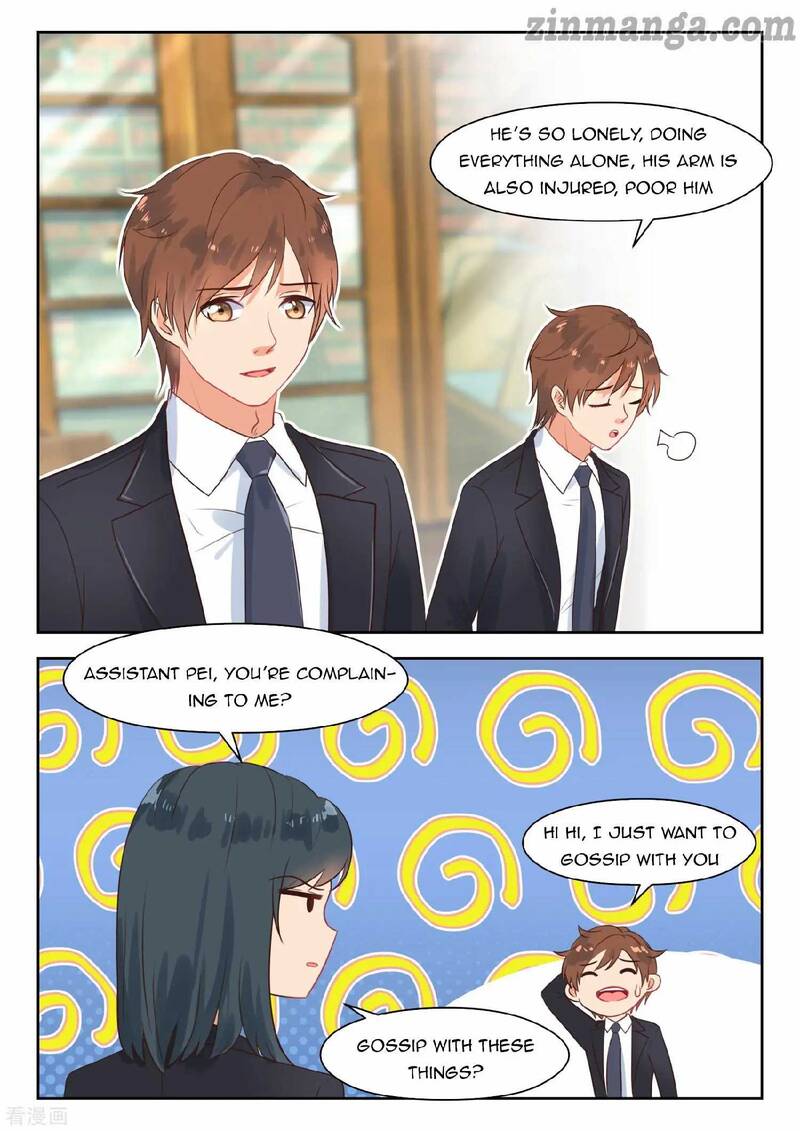 zinmanga.com
HE'S SO LONELY, DOING
EVERYTHING ALONE, HIS ARM IS
ALSO INJURED, POOR HIM
ASSISTANT PEI, YOU'RE COMPLAIN-
ING TO ME?
HI HI, I JUST WANT TO
GOSSIP WITH YOU
GOSSIP WITH THESE
THINGS?
看漫画